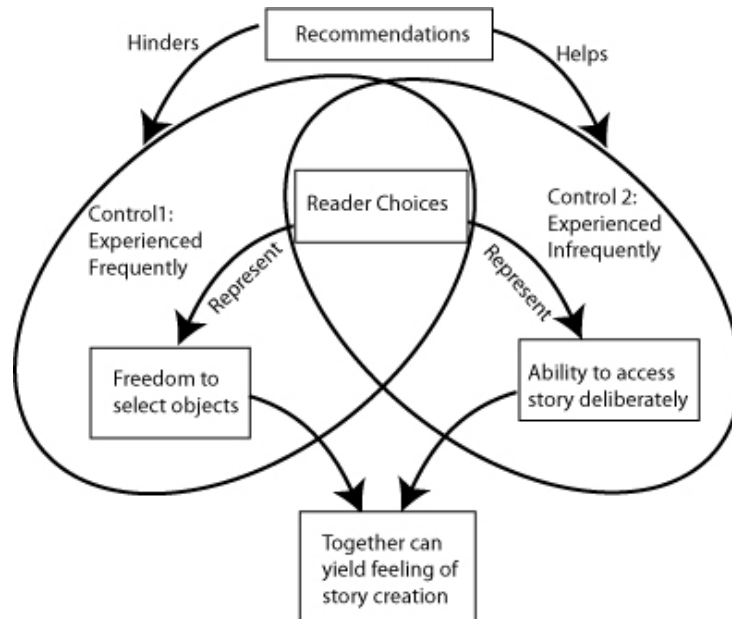 Recommendations
Hinders
Helps
Reader Choices
Control1:
Experienced
Frequently
Control 2:
Experienced
Infrequently
Represent
Represent
Freedom to
select objects
Ability to access
story deliberately
Together can
yield feeling of
story creation